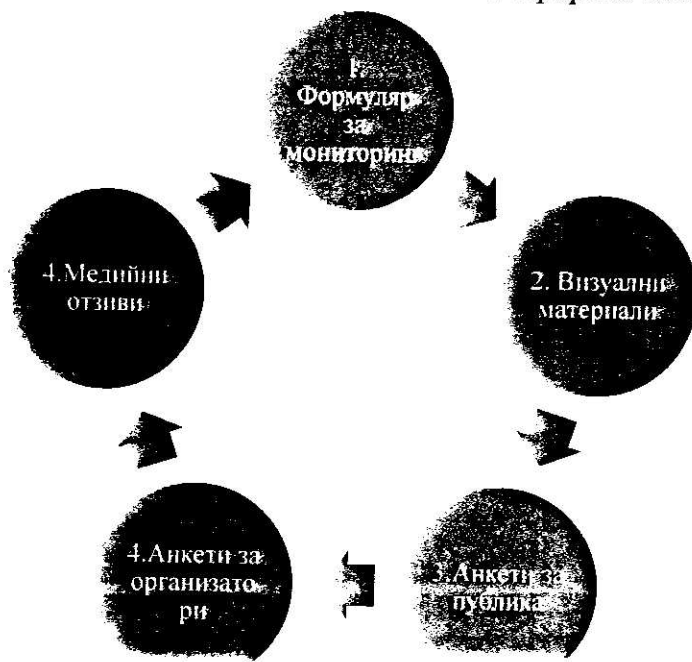 1.
Формуляр
за
мониторинг
2. Визуални
материали
3.Анкети за
публика
4.Анкети за
организато
ри
4.Медийни
отзиви